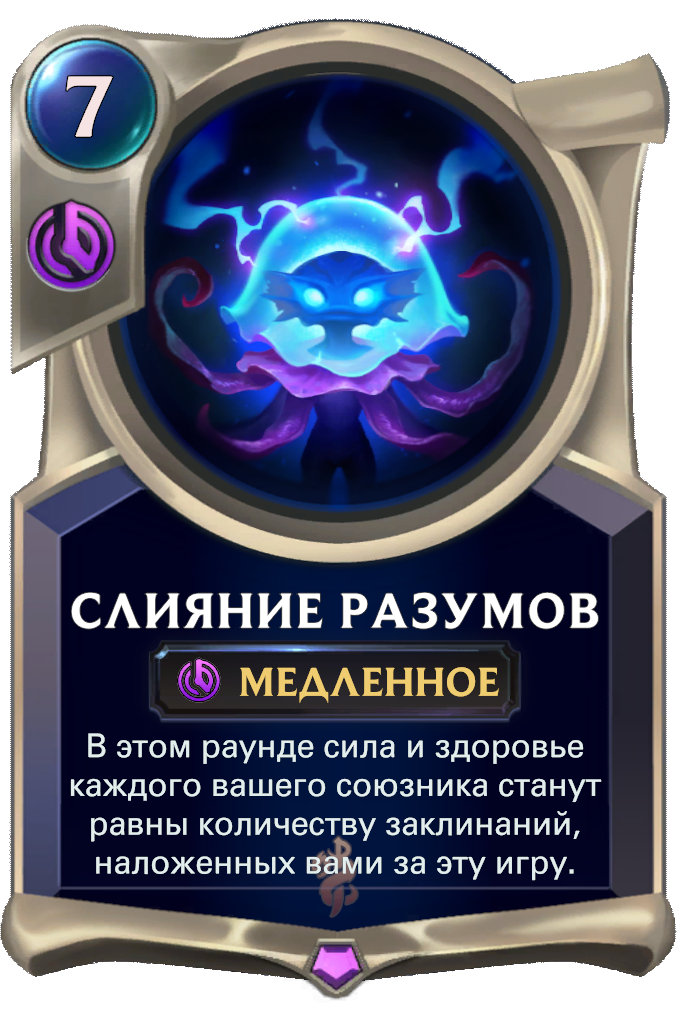 7
СЛИЯНИЕ РАЗУМОВ
МЕДЛЕННОЕ
В этом раунде сила и здоровье
каждого вашего союзника станут
равны количеству заклинаний,
наложенных вами за эту игру.